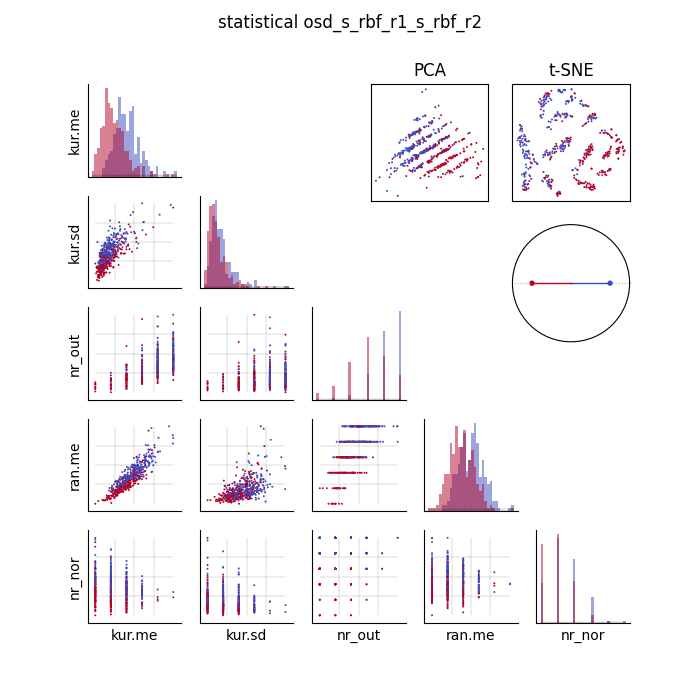 statistical osd_s_rbf_r1_s_rbf_r2
PCA
t-SNE
kur.me
kur.sd
nr_out
ran.me
nr_nor
kur.me
kur.sd
nr_out
ran.me
nr_nor